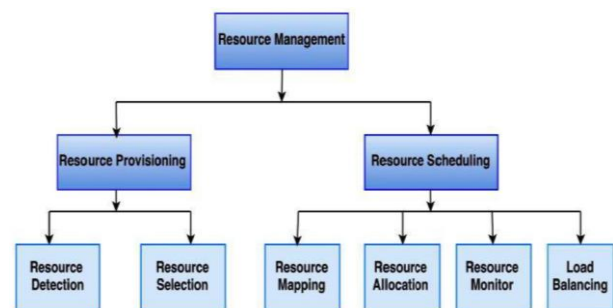 Resource Management
Resource Provisioning
Resource Scheduling
Resource
Detection
Resource
Selection
Resource
Mapping
Resource
Allocation
Resource
Monitor
Load
Balancing